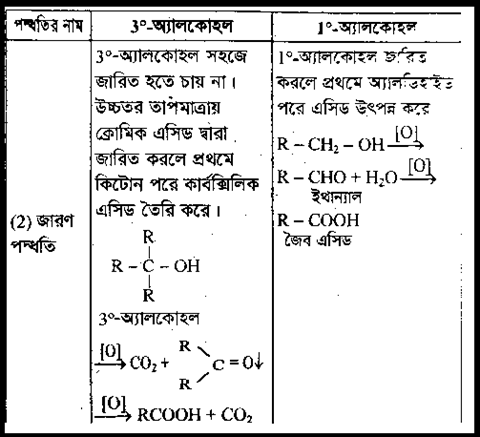 পদ্ধতির নাম
3°-অ্যালকোহল
1°-অ্যালকোহল
(2) জারণ
পদ্ধতি
3°-অ্যালকোহল সহজে
জারিত হতে চায় না।
উচ্চতর তাপমাত্রায়
ক্রোমিক এসিড দ্বারা
জারিত করলে প্রথমে
কিটোন পরে কার্বক্সিলিক
এসিড তৈরি করে।
R
R – C – OH
R
3°-অ্যালকোহল
[O]
CO₂ +
R
C = O↓
R
[O]
RCOOH + CO₂
1°-অ্যালকোহল জারিত
করলে প্রথমে অ্যালডিহাইড
পরে এসিড উৎপন্ন করে
R – CH₂ – OH [O]
R – CHO + H₂O [O]
ইথান্যাল
R – COOH
জৈব এসিড